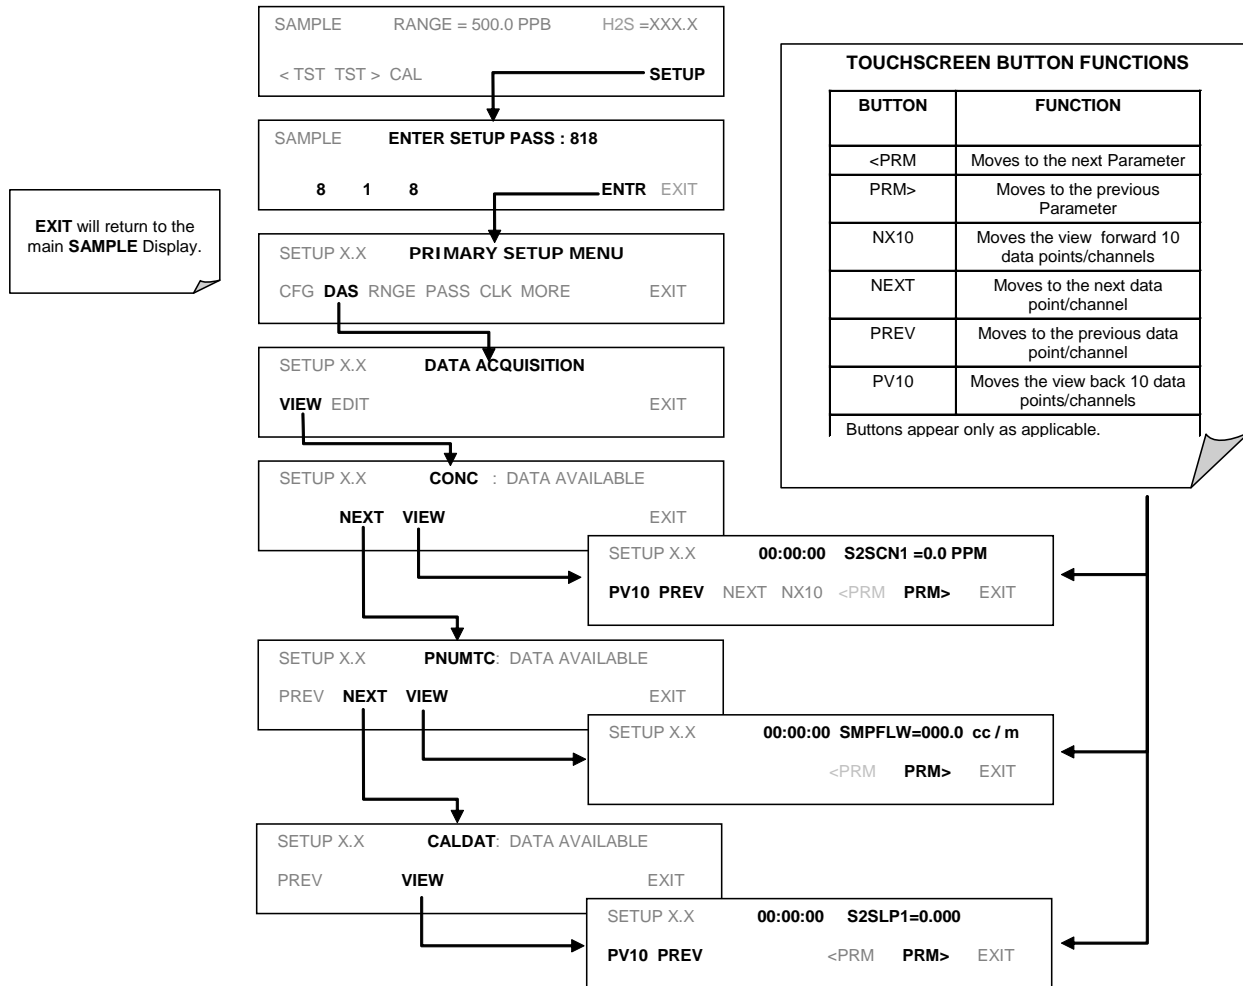 SAMPLE RANGE = 500.0 PPB H2S =XXX.X
< TST TST > CAL SETUP
SAMPLE ENTER SETUP PASS : 818
8 1 8 ENTR EXIT
EXIT will return to the
main SAMPLE Display.
SETUP X.X PRIMARY SETUP MENU
CFG DAS RNGE PASS CLK MORE EXIT
SETUP X.X DATA ACQUISITION
VIEW EDIT EXIT
SETUP X.X CONC : DATA AVAILABLE
NEXT VIEW EXIT
SETUP X.X 00:00:00 S2SCN1 =0.0 PPM
PV10 PREV NEXT NX10 <PRM PRM> EXIT
SETUP X.X PNUMTC: DATA AVAILABLE
PREV NEXT VIEW EXIT
SETUP X.X 00:00:00 SMPFLW=000.0 cc / m
<PRM PRM> EXIT
SETUP X.X CALDAT: DATA AVAILABLE
PREV VIEW EXIT
SETUP X.X 00:00:00 S2SLP1=0.000
PV10 PREV <PRM PRM> EXIT
TOUCHSCREEN BUTTON FUNCTIONS
BUTTON FUNCTION
<PRM Moves to the next Parameter
PRM> Moves to the previous
Parameter
NX10 Moves the view forward 10
data points/channels
NEXT Moves to the next data
point/channel
PREV Moves to the previous data
point/channel
PV10 Moves the view back 10 data
points/channels
Buttons appear only as applicable.